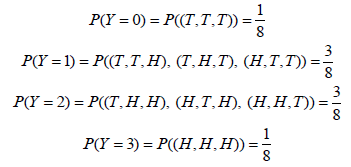 P(Y = 0) = P((T,T,T)) = 1/8
P(Y = 1) = P((T,T,H), (T,H,T), (H,T,T)) = 3/8
P(Y = 2) = P((T,H,H), (H,T,H), (H,H,T)) = 3/8
P(Y = 3) = P((H,H,H)) = 1/8